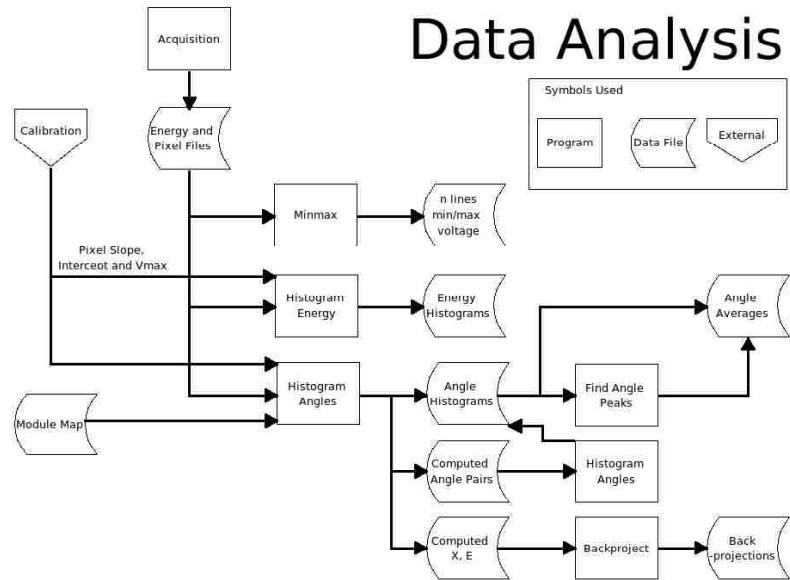 Data Analysis
Acquisition
Symbols Used
Program
Data File
External
Calibration
Energy and
Pixel Files
Minmax
n lines
min/max
voltage
Pixel Slope,
Intercept and Vmax
Histogram
Energy
Energy
Histograms
Angle
Averages
Histogram
Angles
Angle
Histograms
Find Angle
Peaks
Module Map
Computed
Angle Pairs
Histogram
Angles
Computed
X, E
Backproject
Back
-projections